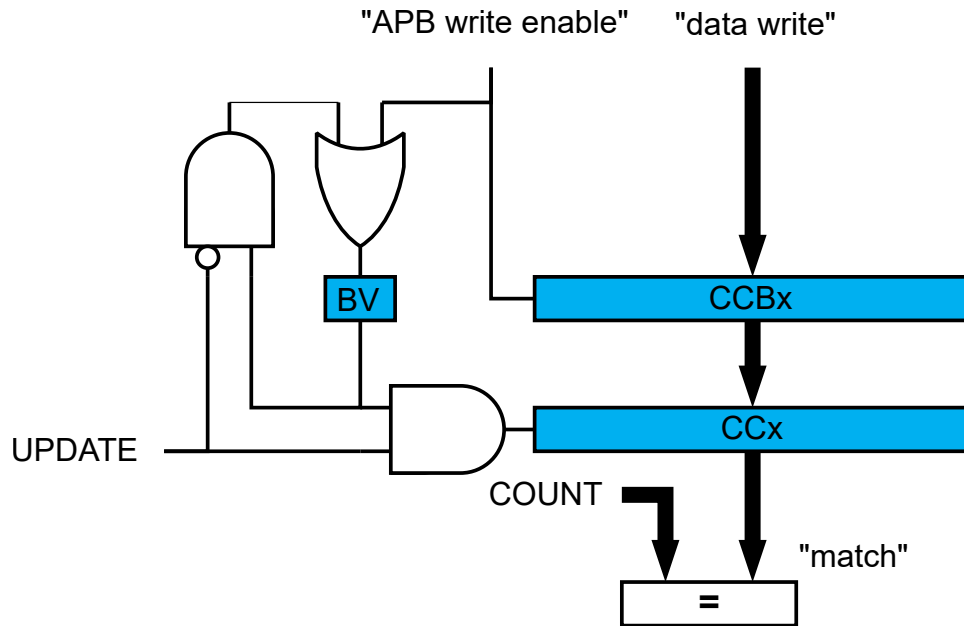 "APB write enable" "data write"
BV
CCBx
CCx
UPDATE
COUNT
"match"
=